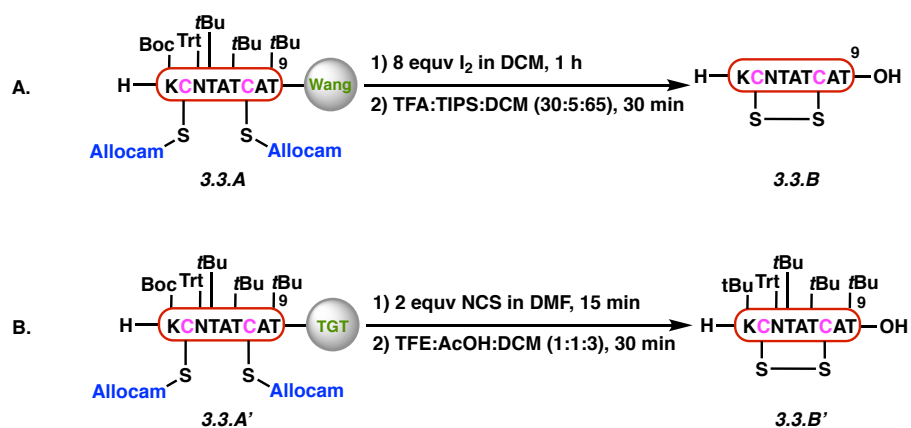 A.
Boc Trt tBu tBu tBu
9
H KCNTATCAT Wang
S S
Allocam Allocam
3.3.A
1) 8 equv I₂ in DCM, 1 h
2) TFA:TIPS:DCM (30:5:65), 30 min
9
H KCNTATCAT OH
S S
3.3.B
B.
Boc Trt tBu tBu tBu
9
H KCNTATCAT TGT
S S
Allocam Allocam
3.3.A'
1) 2 equv NCS in DMF, 15 min
2) TFE:AcOH:DCM (1:1:3), 30 min
tBu Trt tBu tBu tBu
9
H KCNTATCAT OH
S S
3.3.B'